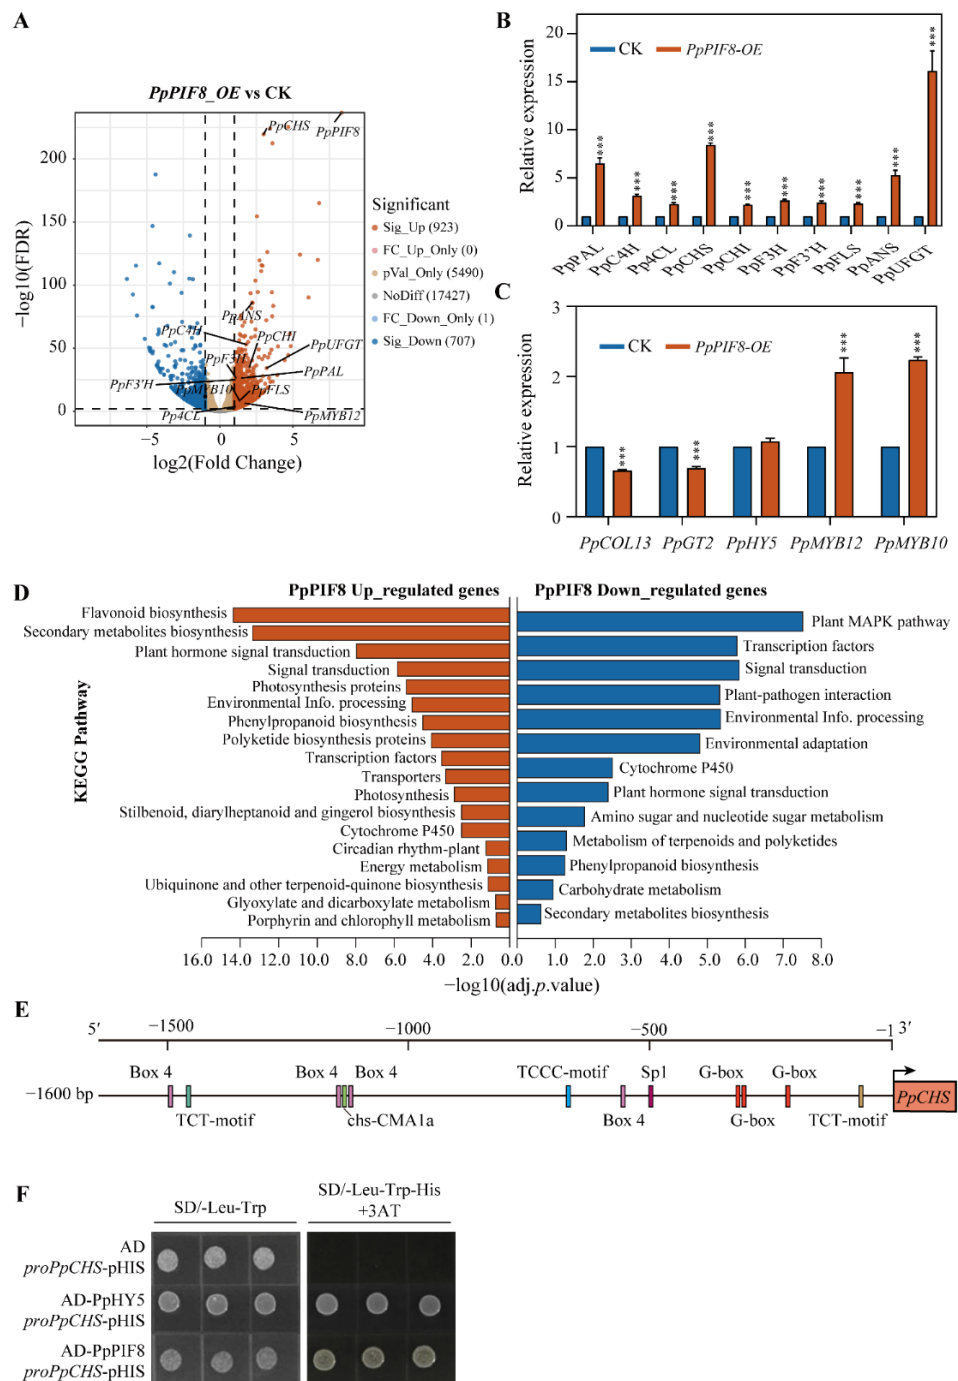 A
PpPIF8_OE vs CK
PpCHS
PpPIF8
PpANS
PpC4H
PpCHI
PpF3H
PpUFGT
PpPAL
PpF3'H
PpMYB10
PpFLS
Pp4CL
PpMYB12
200
150
100
50
0
−5 0 5
−log10(FDR)
log2(Fold Change)
Significant
Sig_Up (923)
FC_Up_Only (0)
pVal_Only (5490)
NoDiff (17427)
FC_Down_Only (1)
Sig_Down (707)
B
CK PpPIF8-OE
Relative expression
20
15
10
5
0
*** *** *** *** *** *** *** *** *** ***
PpPAL PpC4H Pp4CL PpCHS PpCHI PpF3H PpF3'H PpFLS PpANS PpUFGT
C
CK PpPIF8-OE
Relative expression
3
2
1
0
*** *** *** ***
PpCOL13 PpGT2 PpHY5 PpMYB12 PpMYB10
D
PpPIF8 Up_regulated genes
PpPIF8 Down_regulated genes
KEGG Pathway
Flavonoid biosynthesis
Secondary metabolites biosynthesis
Plant hormone signal transduction
Signal transduction
Photosynthesis proteins
Environmental Info. processing
Phenylpropanoid biosynthesis
Polyketide biosynthesis proteins
Transcription factors
Transporters
Photosynthesis
Stilbenoid, diarylheptanoid and gingerol biosynthesis
Cytochrome P450
Circadian rhythm-plant
Energy metabolism
Ubiquinone and other terpenoid-quinone biosynthesis
Glyoxylate and dicarboxylate metabolism
Porphyrin and chlorophyll metabolism
Plant MAPK pathway
Transcription factors
Signal transduction
Plant-pathogen interaction
Environmental Info. processing
Environmental adaptation
Cytochrome P450
Plant hormone signal transduction
Amino sugar and nucleotide sugar metabolism
Metabolism of terpenoids and polyketides
Phenylpropanoid biosynthesis
Carbohydrate metabolism
Secondary metabolites biosynthesis
16.0 14.0 12.0 10.0 8.0 6.0 4.0 2.0 0.0 1.0 2.0 3.0 4.0 5.0 6.0 7.0 8.0
−log10(adj.p.value)
E
5′ −1500 −1000 −500 −1 3′
Box 4 Box 4 Box 4 TCCC-motif Sp1 G-box G-box
−1600 bp PpCHS
TCT-motif chs-CMA1a Box 4 G-box TCT-motif
F
SD/-Leu-Trp
SD/-Leu-Trp-His
+3AT
AD
proPpCHS-pHIS
AD-PpHY5
proPpCHS-pHIS
AD-PpPIF8
proPpCHS-pHIS